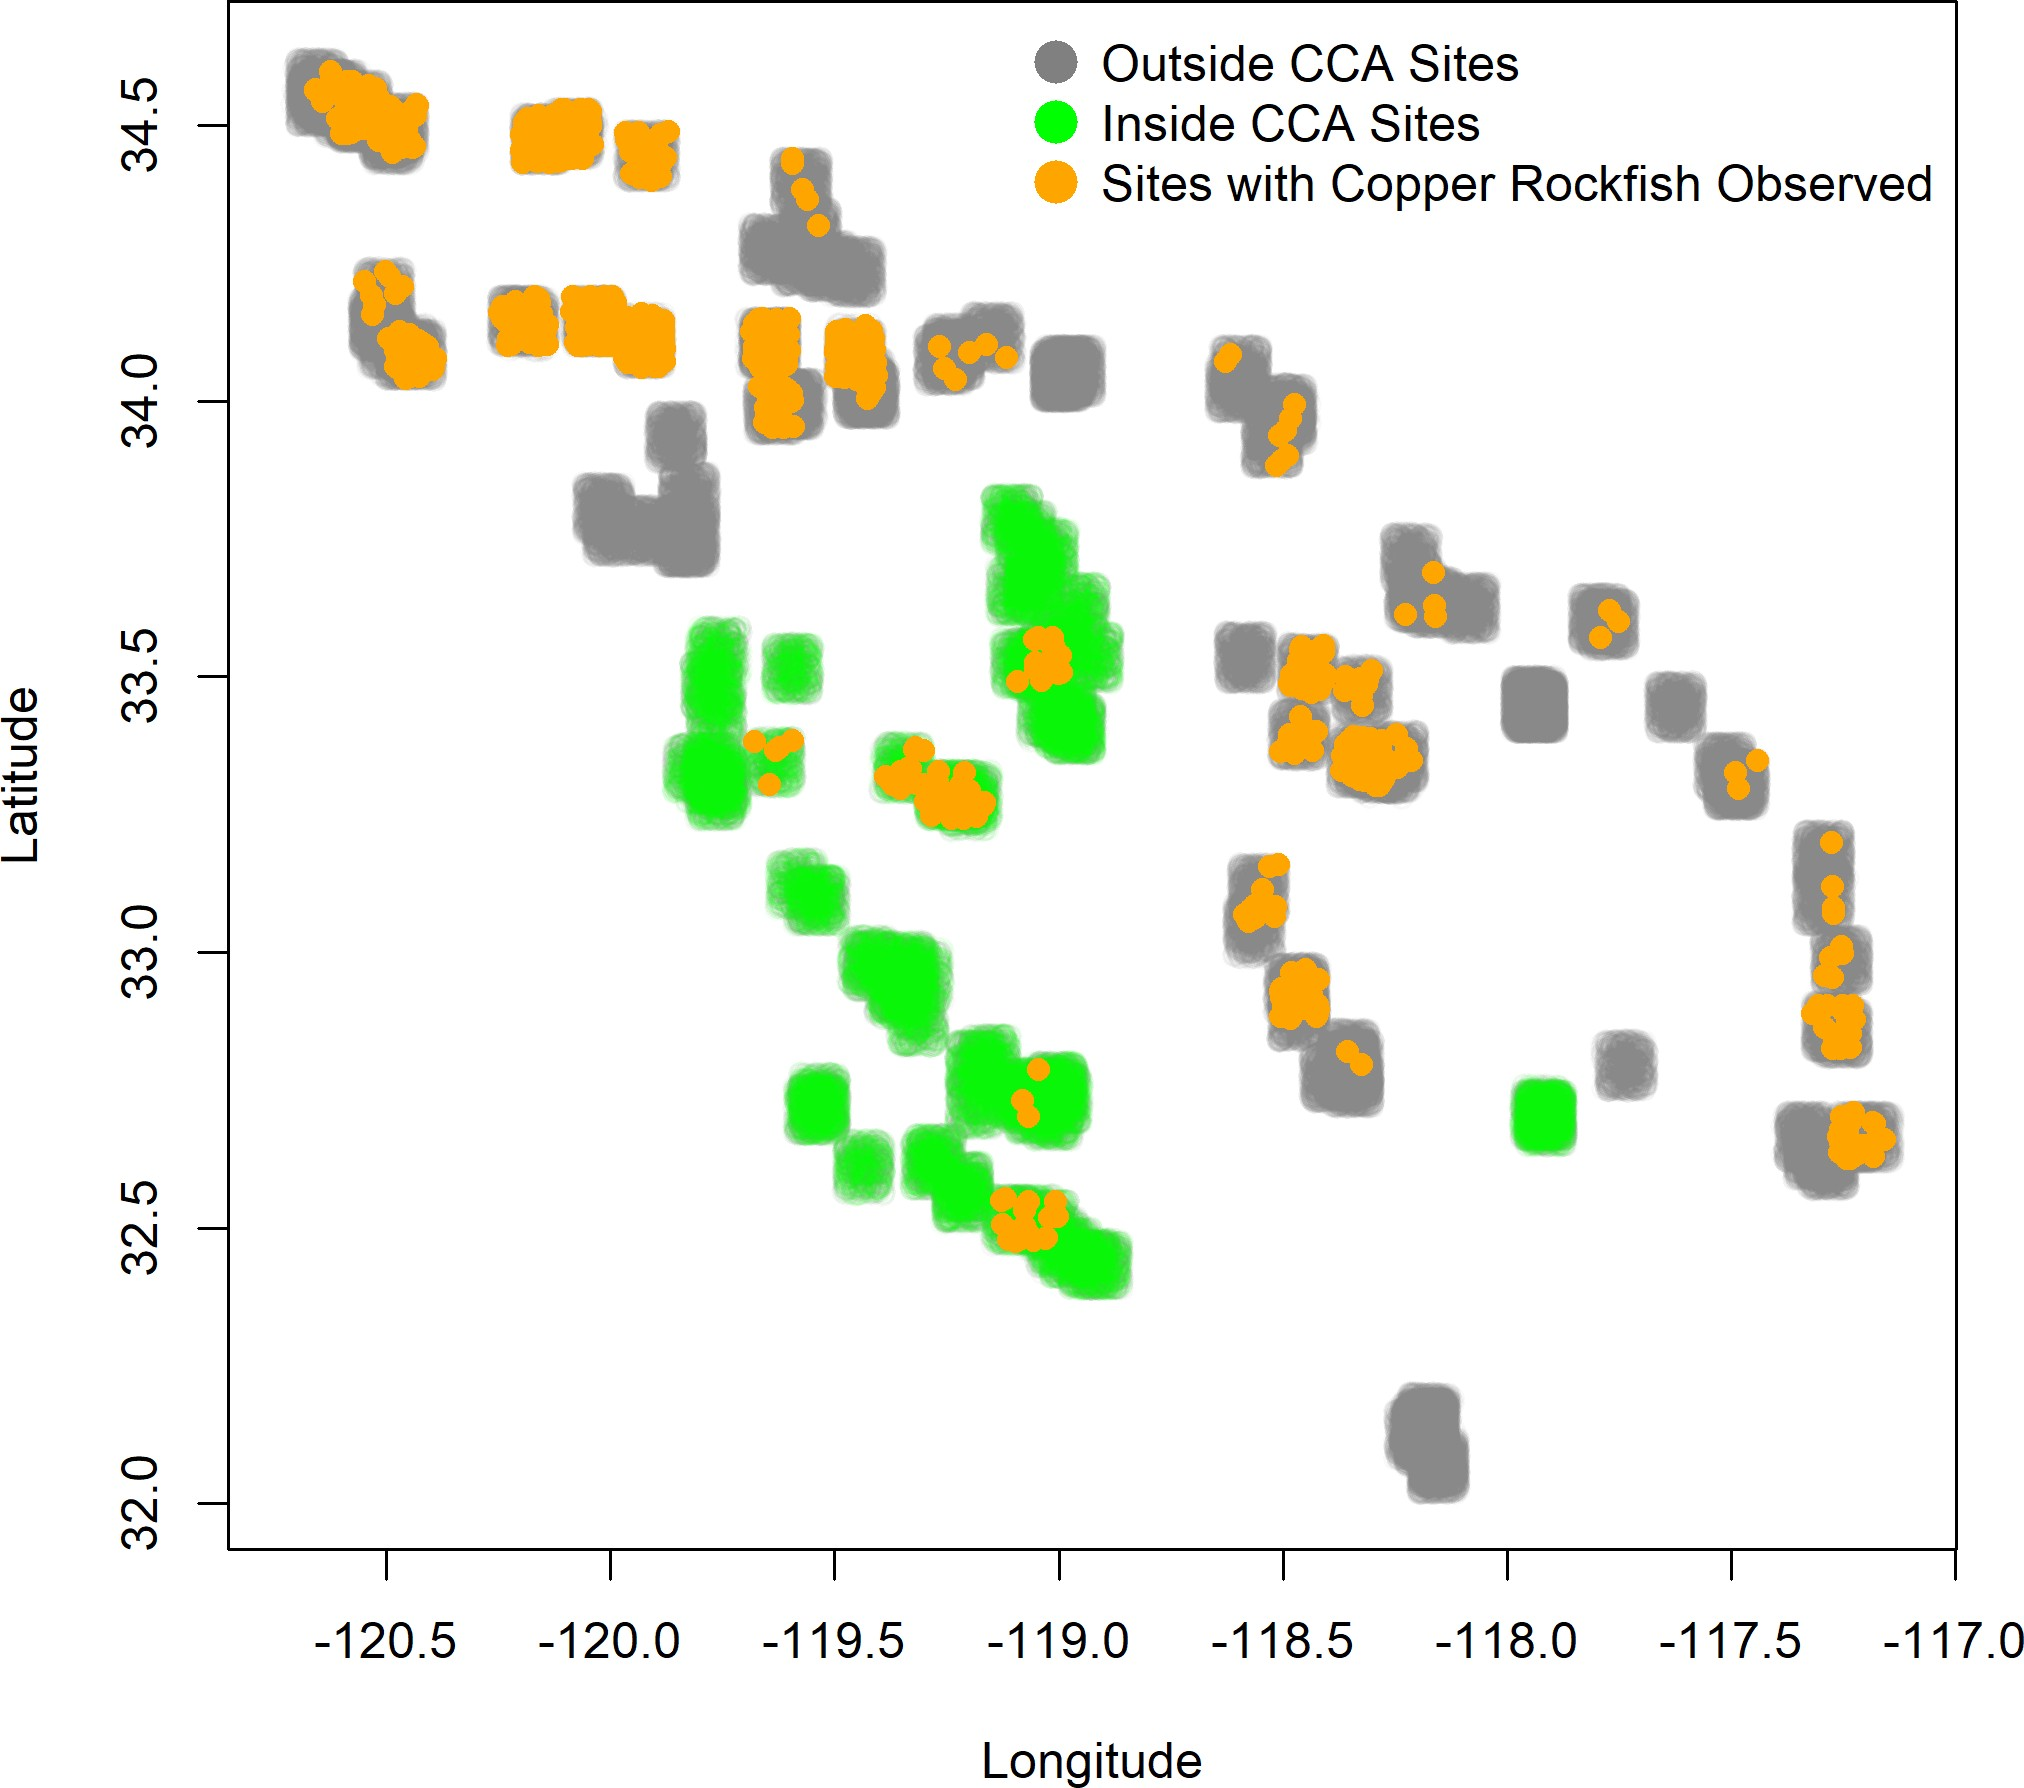 Outside CCA Sites
Inside CCA Sites
Sites with Copper Rockfish Observed
Latitude
34.5
34.0
33.5
33.0
32.5
32.0
-120.5 -120.0 -119.5 -119.0 -118.5 -118.0 -117.5 -117.0
Longitude